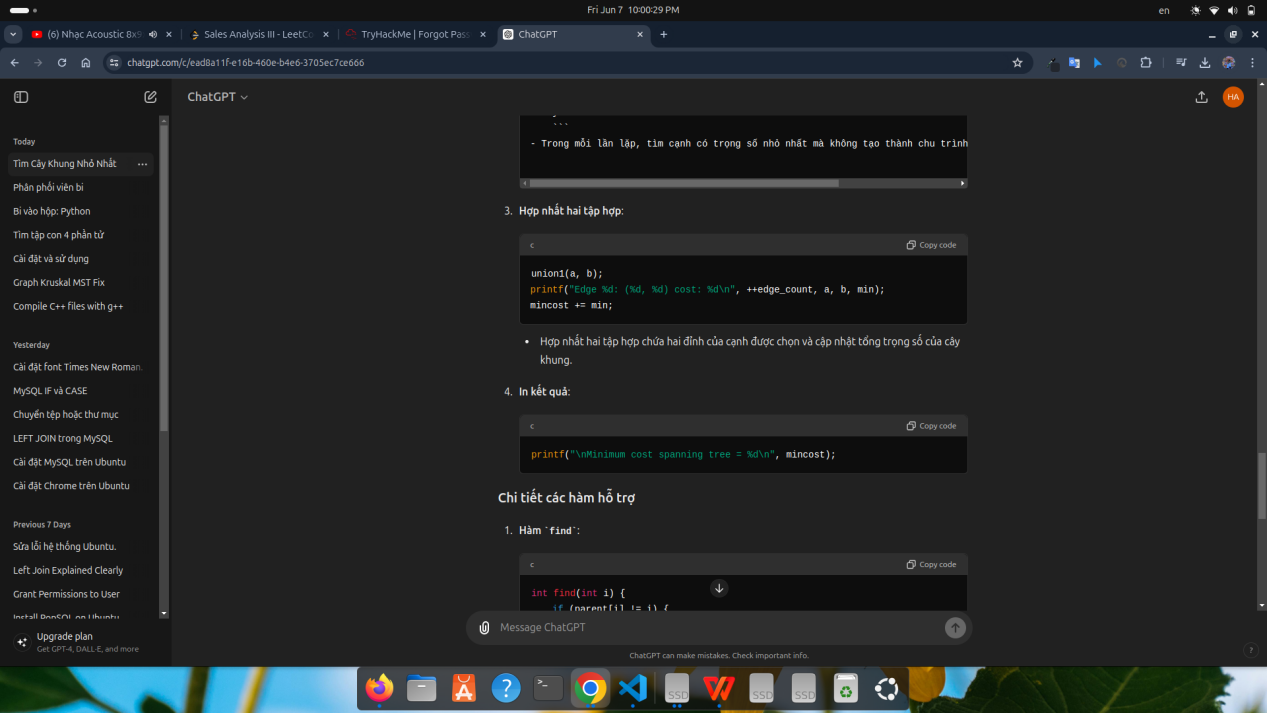 Fri Jun 7 10:00:29 PM
en
(6) Nhạc Acoustic 8x9
Sales Analysis III - LeetCo
TryHackMe | Forgot Pas
ChatGPT
chatgpt.com/c/ead8a11f-e16b-460e-b4e6-3705ec7ce666
ChatGPT
HA
Today
Tìm Cây Khung Nhỏ Nhất
Phân phối viên bi
Bi vào hộp: Python
Tìm tập con 4 phần tử
Cài đặt và sử dụng
Graph Kruskal MST Fix
Compile C++ files with g++
Yesterday
Cài đặt font Times New Roman.
MySQL IF và CASE
Chuyển tệp hoặc thư mục
LEFT JOIN trong MySQL
Cài đặt MySQL trên Ubuntu
Cài đặt Chrome trên Ubuntu
Previous 7 Days
Sửa lỗi hệ thống Ubuntu.
Left Join Explained Clearly
Grant Permissions to User
Install PopSQL on Ubuntu
Upgrade plan
Get GPT-4, DALL-E, and more
```
- Trong mỗi lần lặp, tìm cạnh có trọng số nhỏ nhất mà không tạo thành chu trình
3. Hợp nhất hai tập hợp:
c
Copy code
union1(a, b);
printf("Edge %d: (%d, %d) cost: %d\n", ++edge_count, a, b, min);
mincost += min;
• Hợp nhất hai tập hợp chứa hai đỉnh của cạnh được chọn và cập nhật tổng trọng số của cây
khung.
4. In kết quả:
c
Copy code
printf("\nMinimum cost spanning tree = %d\n", mincost);
Chi tiết các hàm hỗ trợ
1. Hàm `find`:
c
Copy code
int find(int i) {
if (parent[i] != i) {
Message ChatGPT
ChatGPT can make mistakes. Check important info.
?
SSD
SSD
SSD